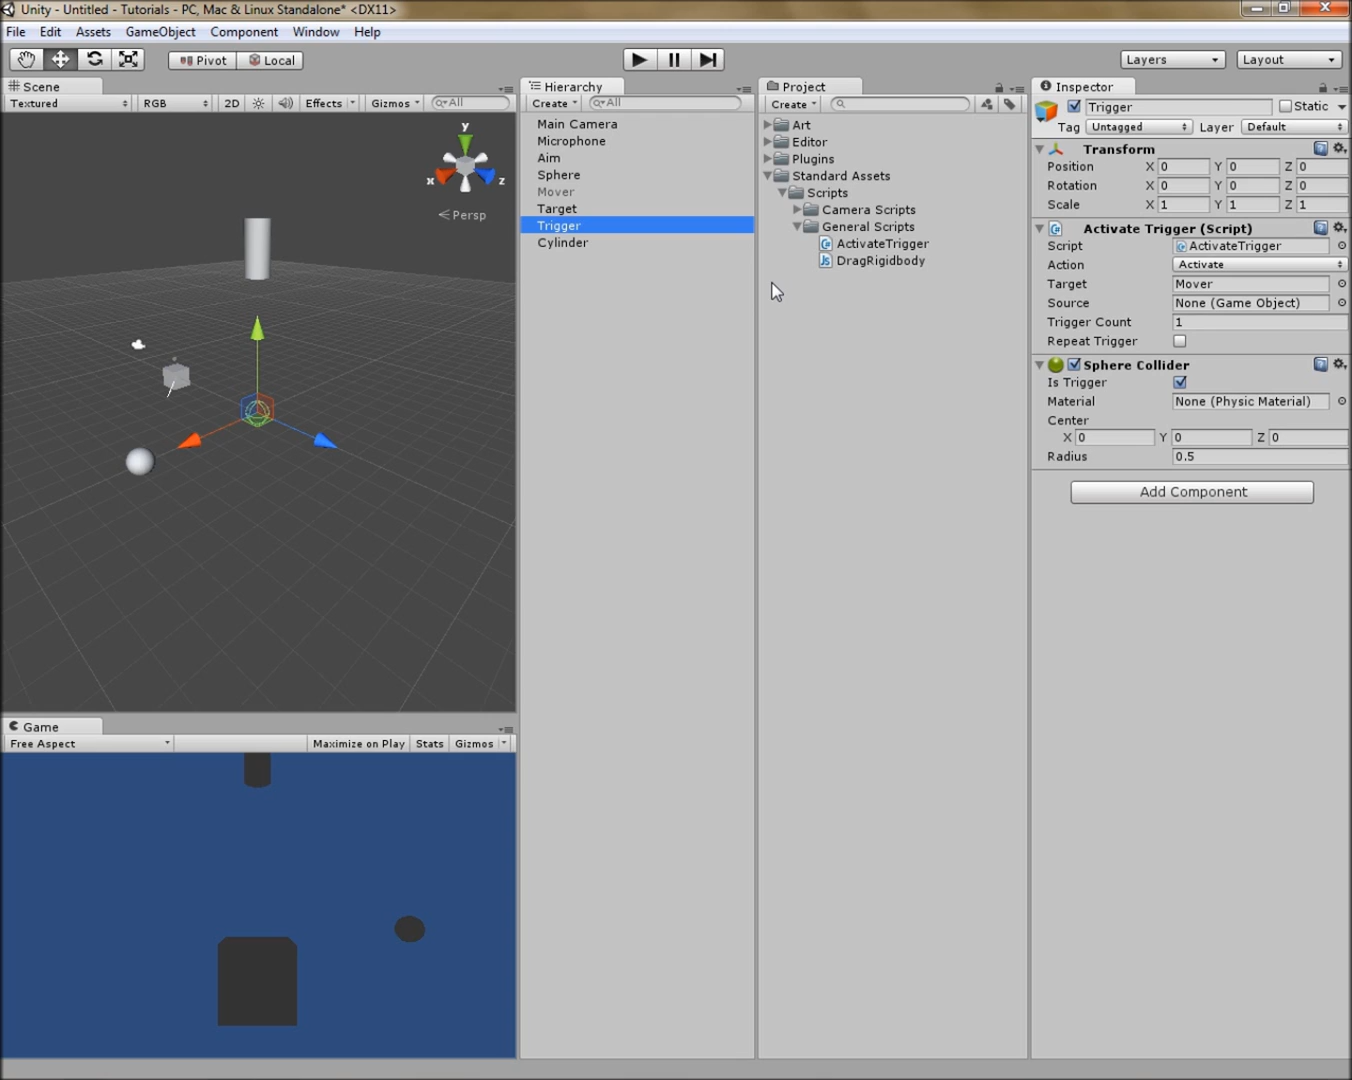 Unity - Untitled - Tutorials - PC, Mac & Linux Standalone* <DX11>
File Edit Assets GameObject Component Window Help
Pivot Local Layers Layout
Scene
Textured RGB 2D Effects Gizmos All
y
x z
Persp
Game
Free Aspect Maximize on Play Stats Gizmos
Hierarchy
Create All
Main Camera
Microphone
Aim
Sphere
Mover
Target
Trigger
Cylinder
Project
Create
Art
Editor
Plugins
Standard Assets
Scripts
Camera Scripts
General Scripts
ActivateTrigger
DragRigidbody
Inspector
Trigger Static
Tag Untagged Layer Default
Transform
Position X 0 Y 0 Z 0
Rotation X 0 Y 0 Z 0
Scale X 1 Y 1 Z 1
Activate Trigger (Script)
Script ActivateTrigger
Action Activate
Target Mover
Source None (Game Object)
Trigger Count 1
Repeat Trigger
Sphere Collider
Is Trigger
Material None (Physic Material)
Center
X 0 Y 0 Z 0
Radius 0.5
Add Component